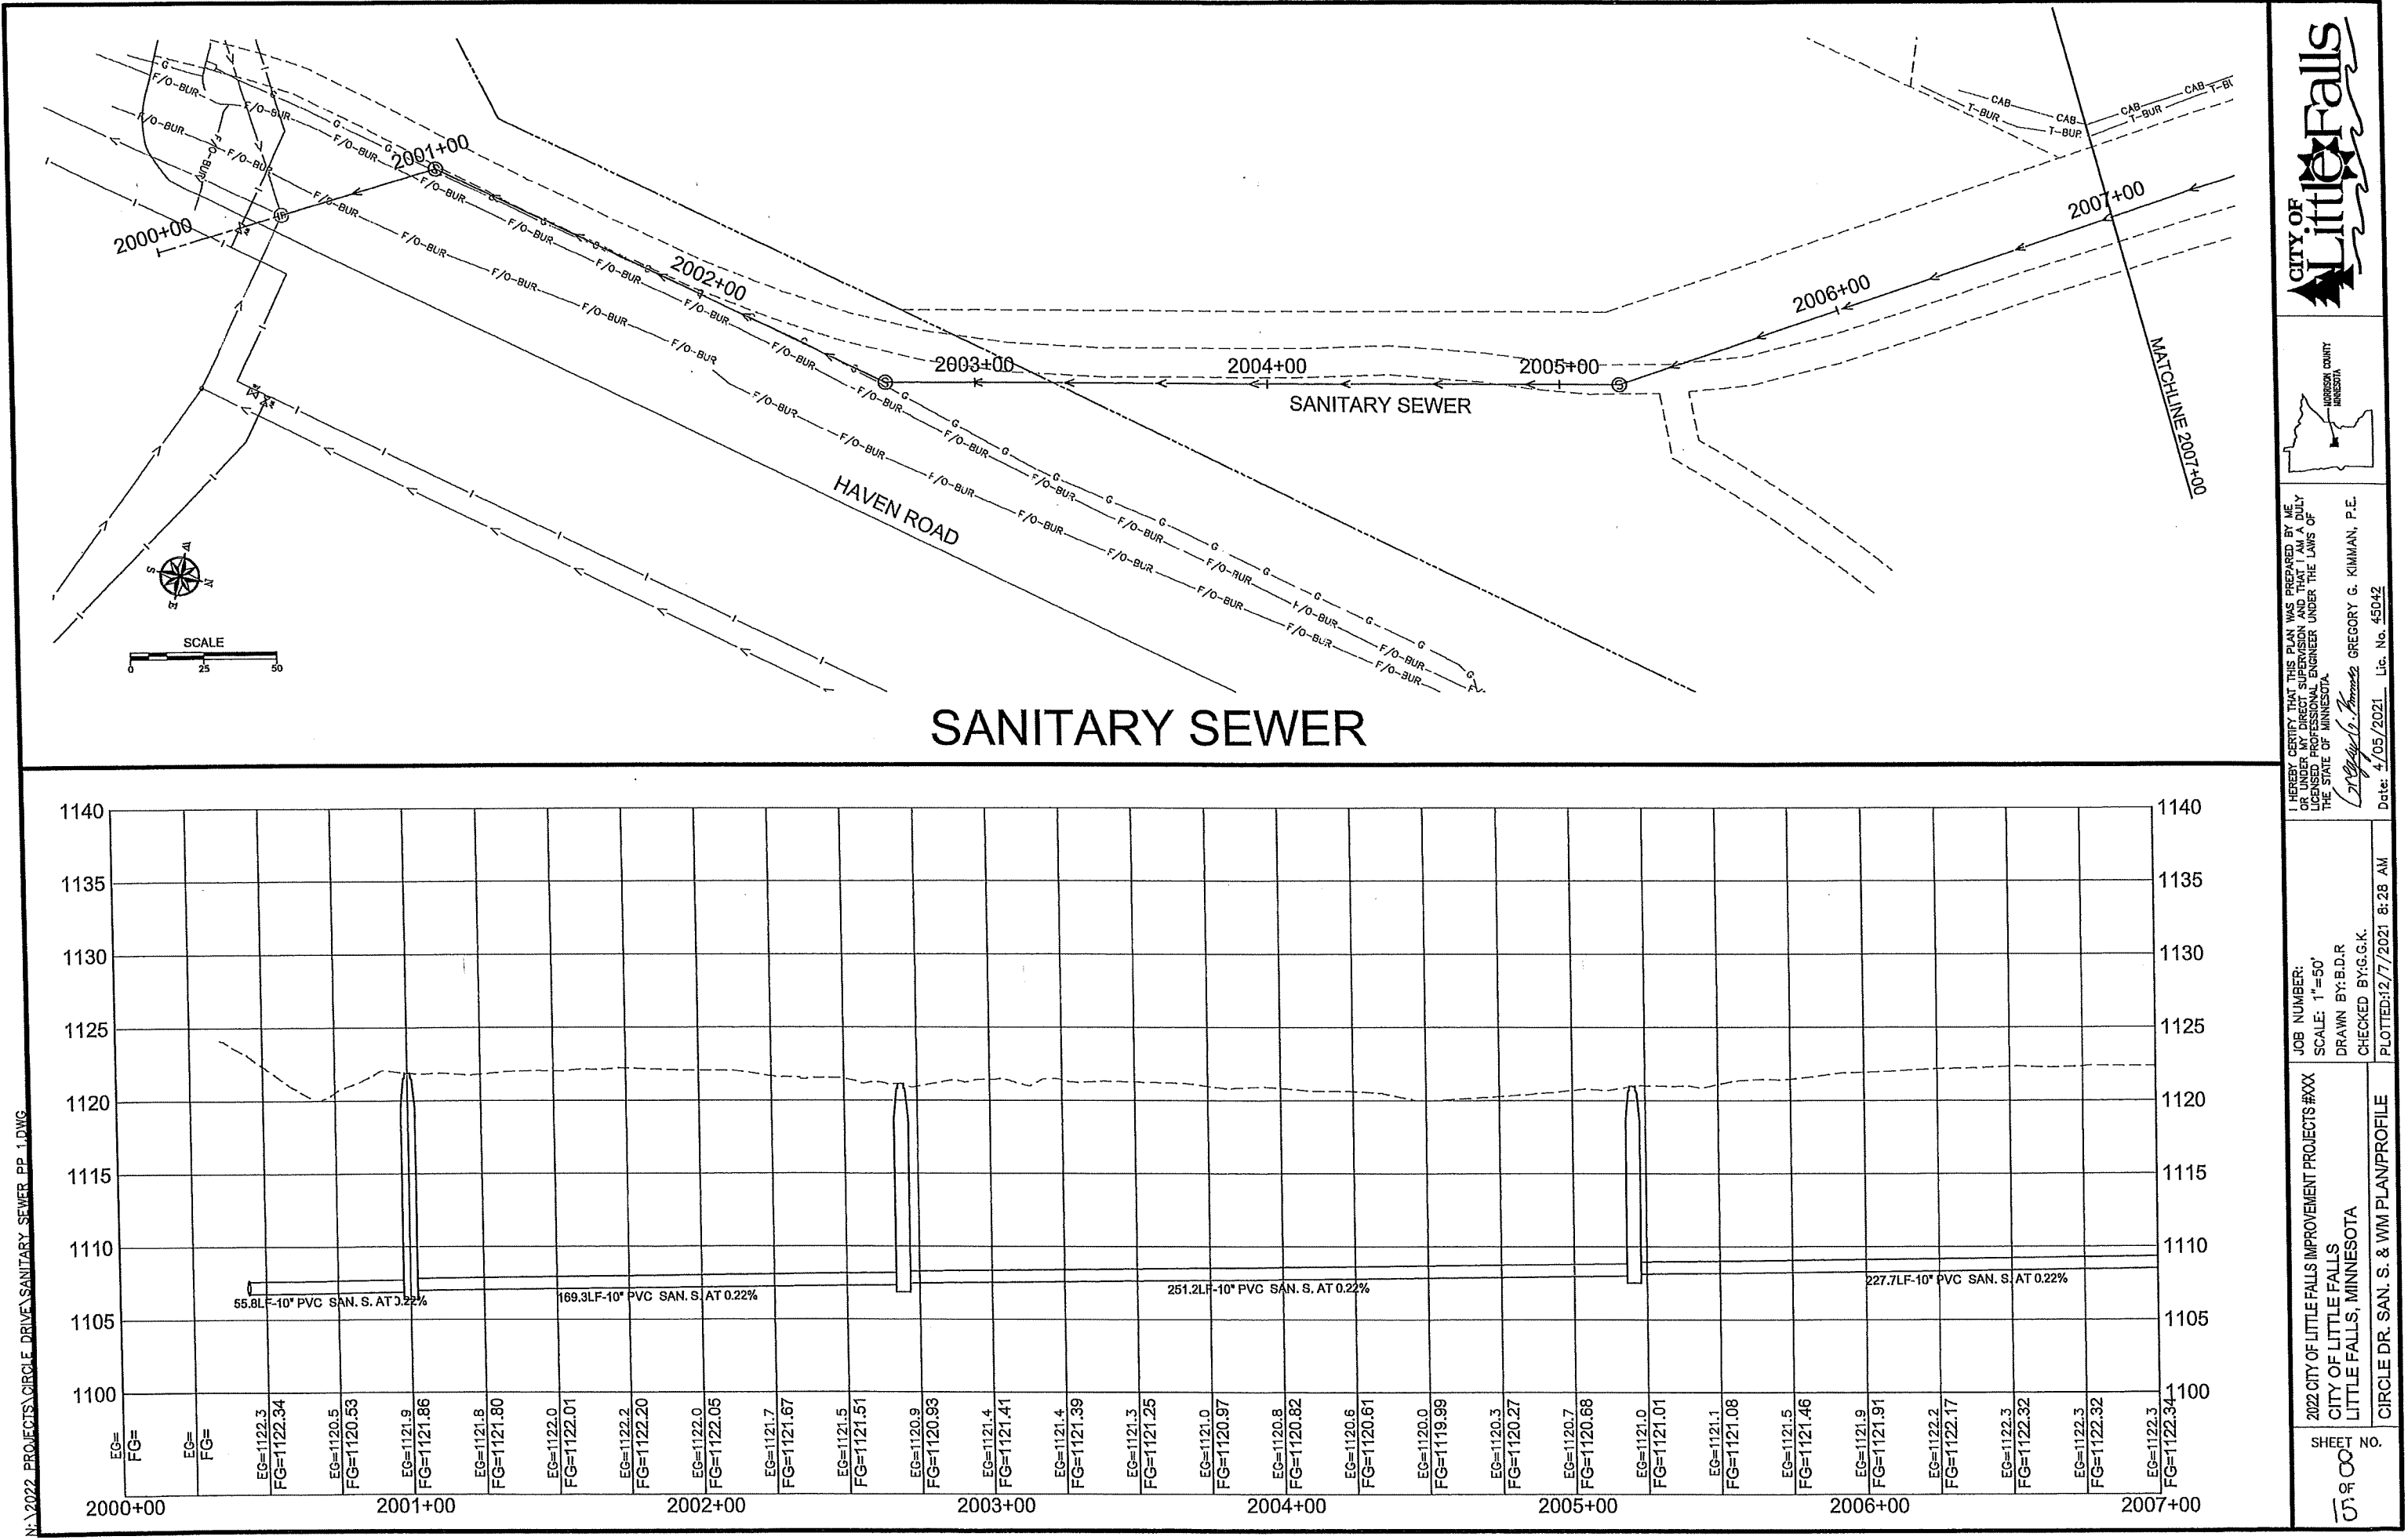 2000+00
2001+00
2002+00
2003+00
2004+00
2005+00
2006+00
2007+00
SANITARY SEWER
HAVEN ROAD
MATCHLINE 2007+00
G
F/O-BUR
F/O-BUR
F/O-BUR
F/O-BUR
CAB
CAB
CAB
T-BUR
T-BUR
SCALE
0 25 50
SANITARY SEWER
1140
1135
1130
1125
1120
1115
1110
1105
1100
1140
1135
1130
1125
1120
1115
1110
1105
1100
55.8LF-10" PVC SAN. S. AT 0.22%
169.3LF-10" PVC SAN. S. AT 0.22%
251.2LF-10" PVC SAN. S. AT 0.22%
227.7LF-10" PVC SAN. S. AT 0.22%
EG=
FG=
EG=
FG=
EG=1122.3
FG=1122.34
EG=1120.5
FG=1120.53
EG=1121.9
FG=1121.86
EG=1121.8
FG=1121.80
EG=1122.0
FG=1122.01
EG=1122.2
FG=1122.20
EG=1122.0
FG=1122.05
EG=1121.7
FG=1121.67
EG=1121.5
FG=1121.51
EG=1120.9
FG=1120.93
EG=1121.4
FG=1121.41
EG=1121.4
FG=1121.39
EG=1121.3
FG=1121.25
EG=1121.0
FG=1120.97
EG=1120.8
FG=1120.82
EG=1120.6
FG=1120.61
EG=1120.0
FG=1119.99
EG=1120.3
FG=1120.27
EG=1120.7
FG=1120.68
EG=1121.0
FG=1121.01
EG=1121.1
FG=1121.08
EG=1121.5
FG=1121.46
EG=1121.9
FG=1121.91
EG=1122.2
FG=1122.17
EG=1122.3
FG=1122.32
EG=1122.3
FG=1122.32
EG=1122.3
FG=1122.34
2000+00
2001+00
2002+00
2003+00
2004+00
2005+00
2006+00
2007+00
N:\2022 PROJECTS\CIRCLE DRIVE\SANITARY SEWER PP 1.DWG
CITY OF
Little Falls
MORRISON COUNTY
MINNESOTA
I HEREBY CERTIFY THAT THIS PLAN WAS PREPARED BY ME
OR UNDER MY DIRECT SUPERVISION AND THAT I AM A DULY
LICENSED PROFESSIONAL ENGINEER UNDER THE LAWS OF
THE STATE OF MINNESOTA.
GREGORY G. KIMMAN, P.E.
Date: 4/05/2021 Lic. No. 45042
JOB NUMBER:
SCALE: 1"=50'
DRAWN BY:B.D.R
CHECKED BY:G.G.K.
PLOTTED:12/7/2021 8:28 AM
2022 CITY OF LITTLE FALLS IMPROVEMENT PROJECTS #XXX
CITY OF LITTLE FALLS
LITTLE FALLS, MINNESOTA
CIRCLE DR. SAN. S. & WM PLAN/PROFILE
SHEET NO.
15 OF 00